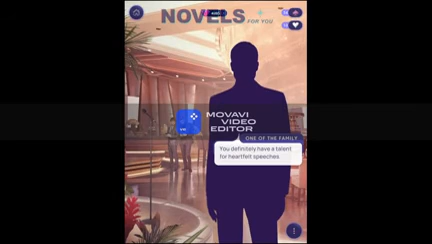 NOVELS
FOR YOU
MOVAVI
VIDEO
EDITOR
ONE OF THE FAMILY
You definitely have a talent
for heartfelt speeches.